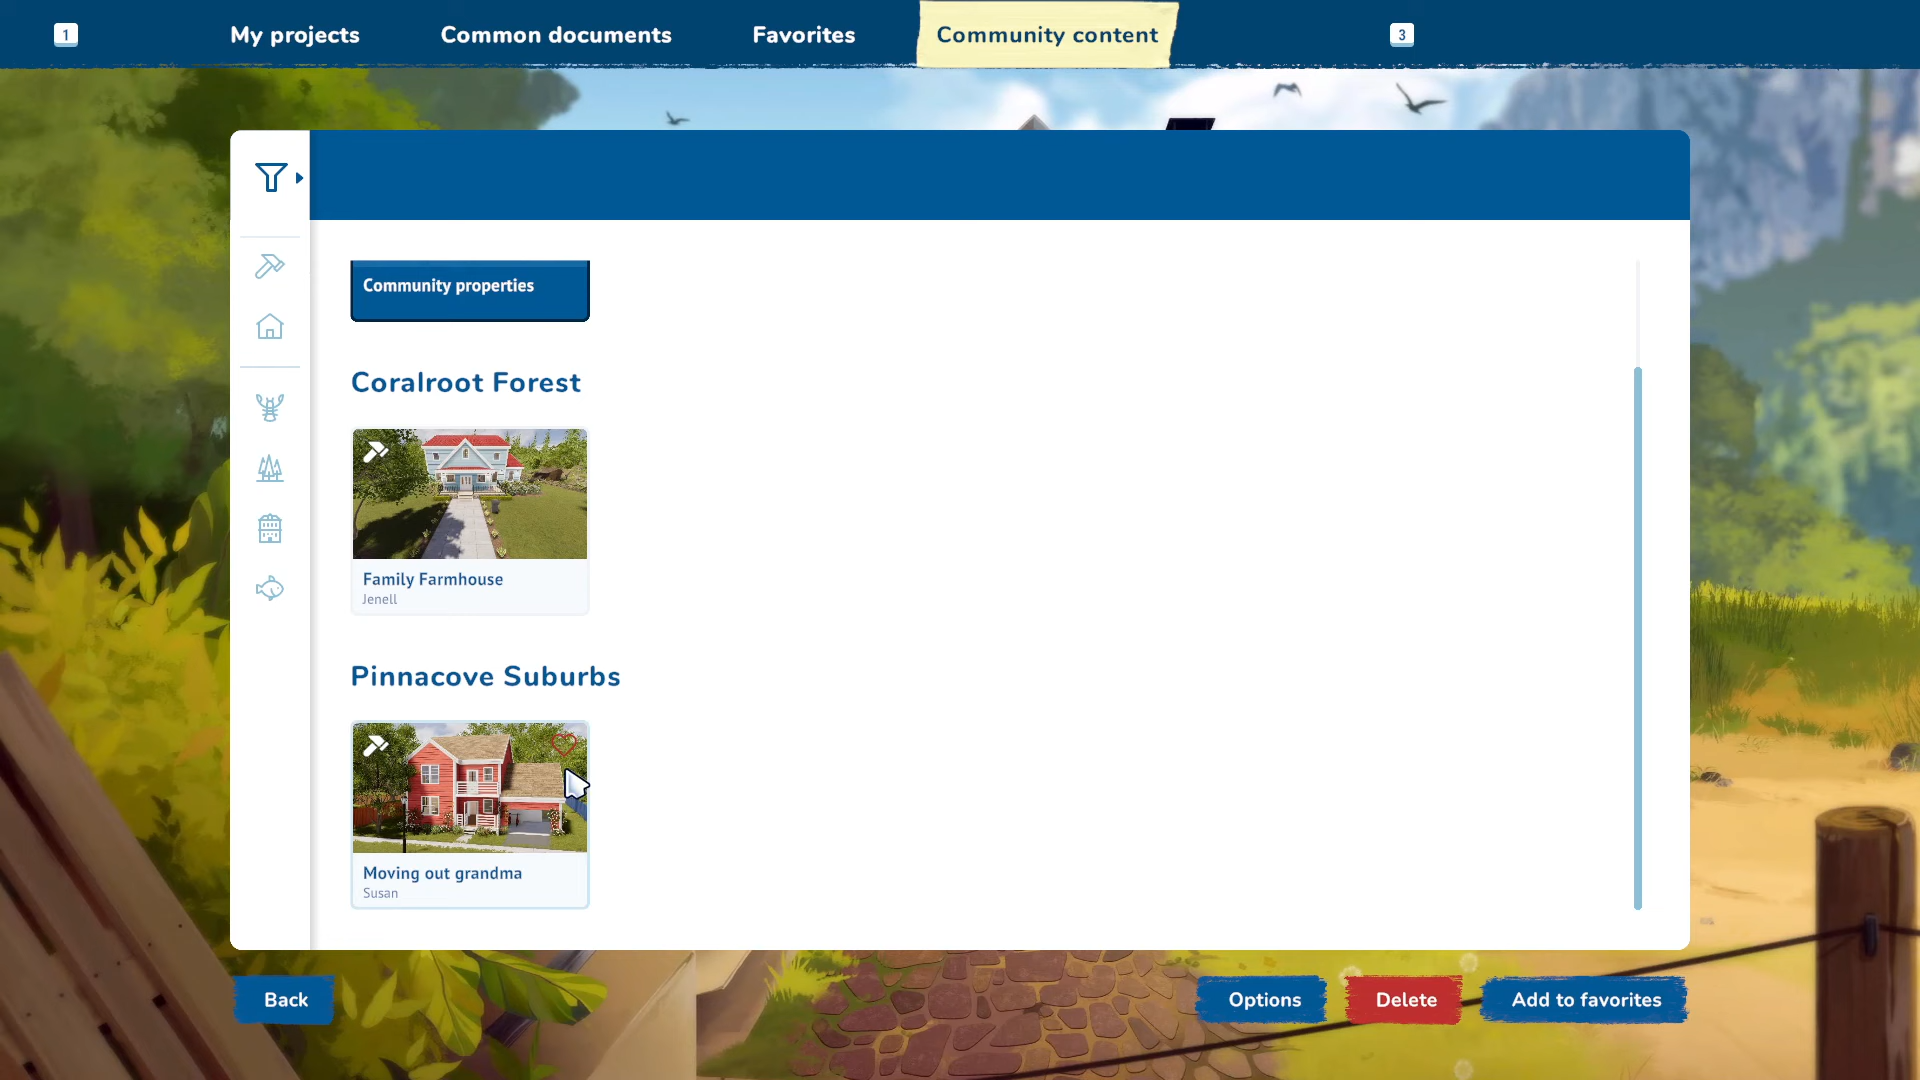 1
My projects
Common documents
Favorites
Community content
3
Community properties
Coralroot Forest
Family Farmhouse
Jenell
Pinnacove Suburbs
Moving out grandma
Susan
Back
Options
Delete
Add to favorites